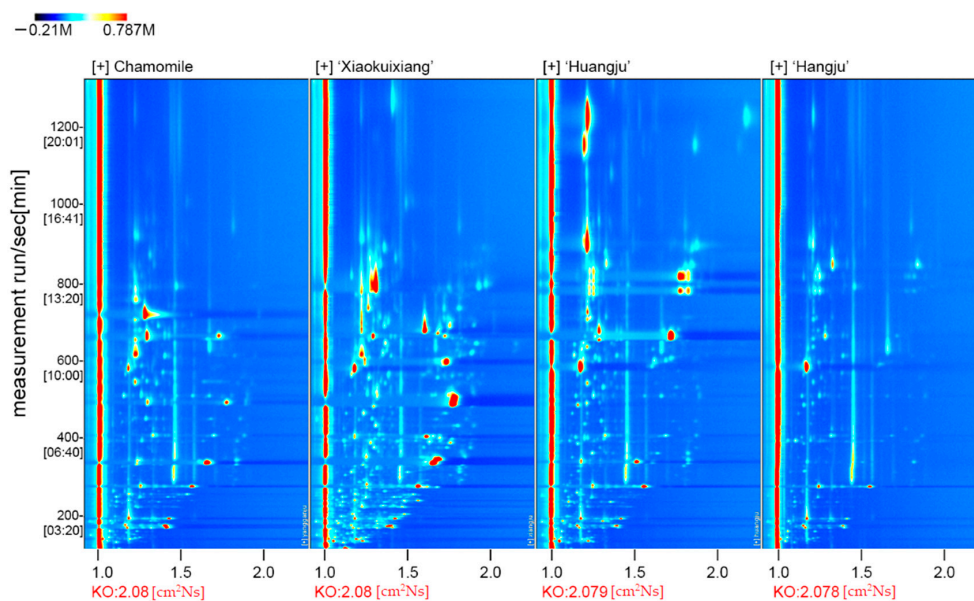 −0.21M 0.787M
[+] Chamomile [+] ‘Xiaokuixiang’ [+] ‘Huangju’ [+] ‘Hangju’
measurement run/sec[min]
1200
[20:01]
1000
[16:41]
800
[13:20]
600
[10:00]
400
[06:40]
200
[03:20]
1.0 1.5 2.0 1.0 1.5 2.0 1.0 1.5 2.0 1.0 1.5 2.0
KO:2.08 [cm²Ns] KO:2.08 [cm²Ns] KO:2.079 [cm²Ns] KO:2.078 [cm²Ns]